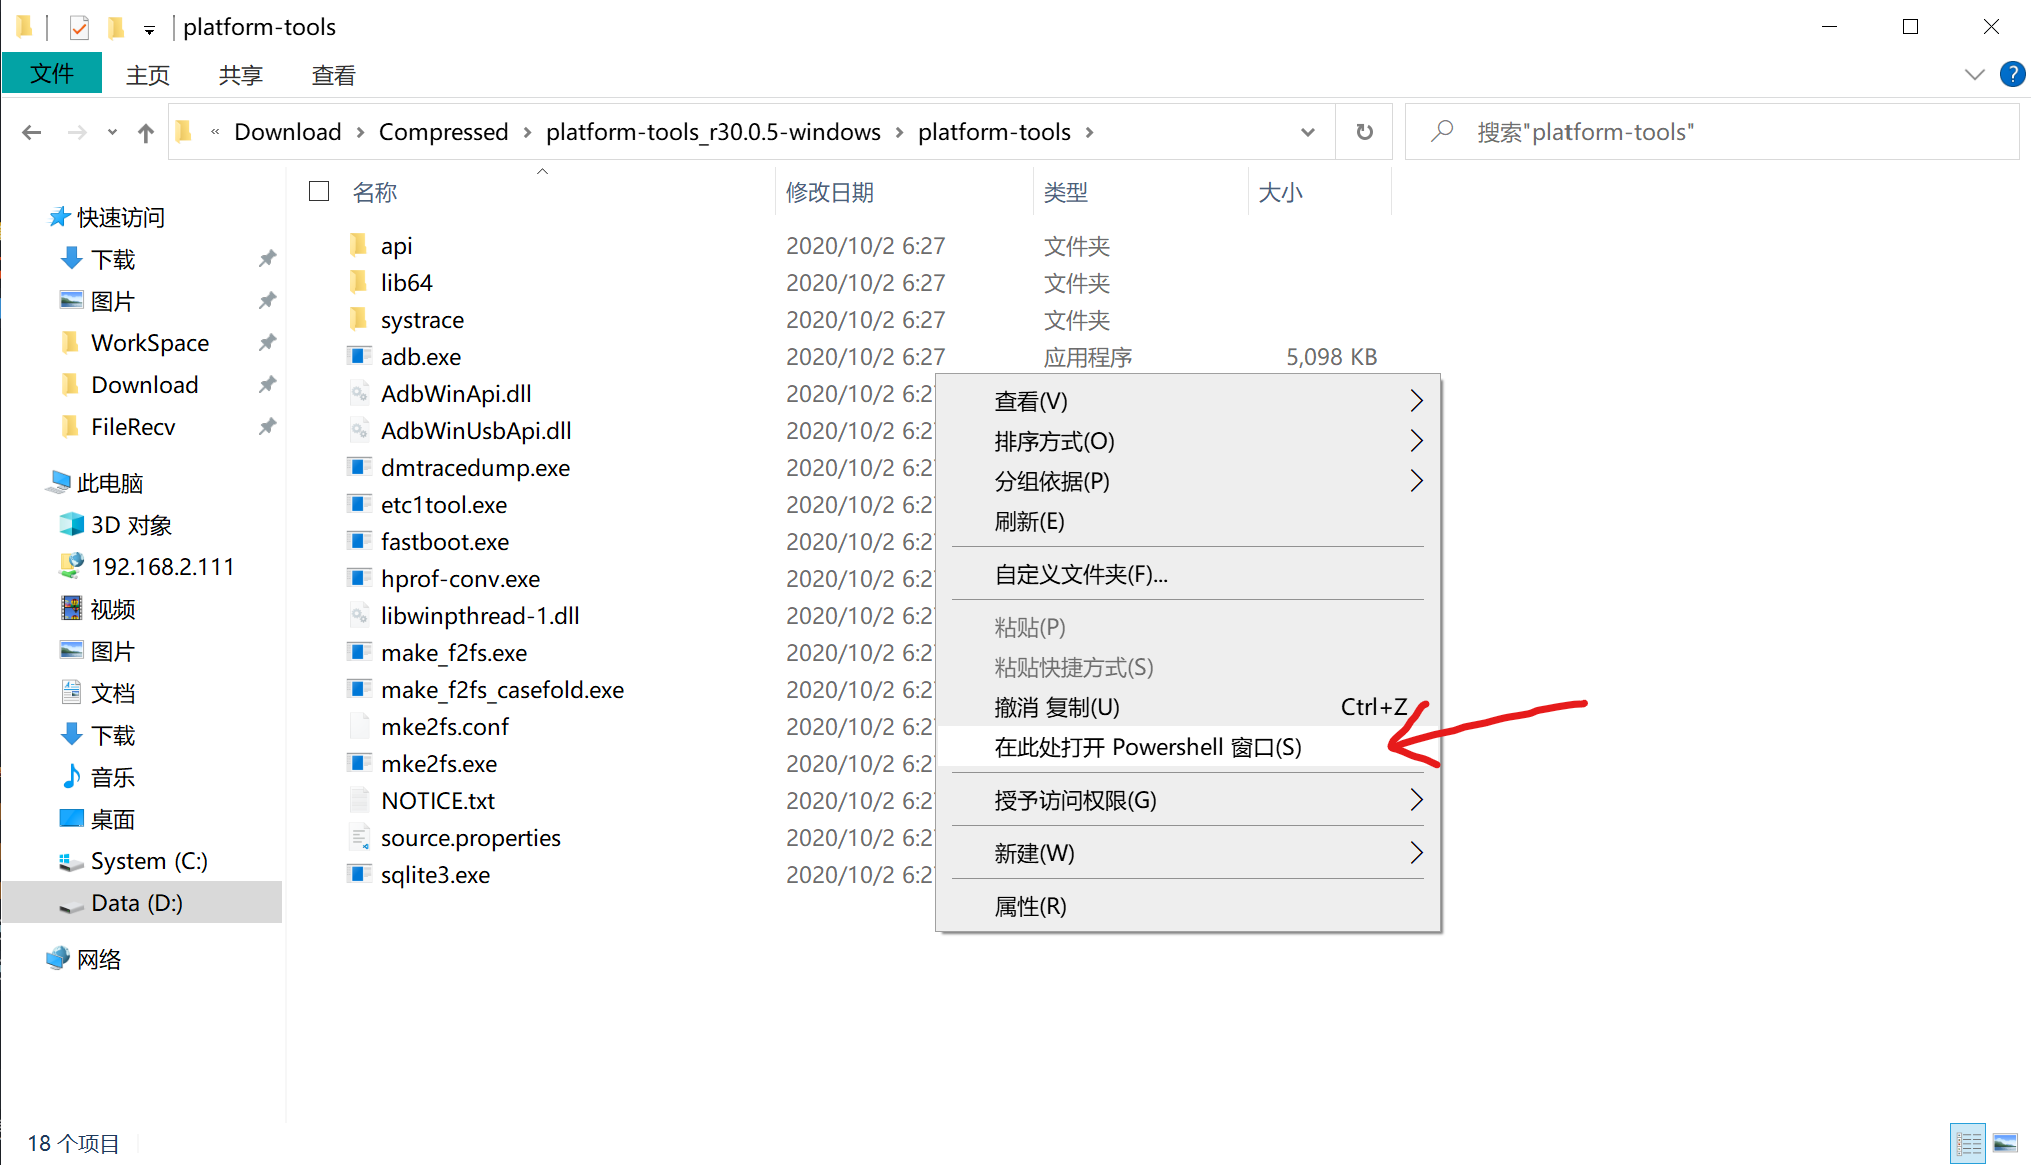 platform-tools
文件 主页 共享 查看
« Download › Compressed › platform-tools_r30.0.5-windows › platform-tools ›
搜索"platform-tools"
名称 修改日期 类型 大小
快速访问
下载
图片
WorkSpace
Download
FileRecv
此电脑
3D 对象
192.168.2.111
视频
图片
文档
下载
音乐
桌面
System (C:)
Data (D:)
网络
api 2020/10/2 6:27 文件夹
lib64 2020/10/2 6:27 文件夹
systrace 2020/10/2 6:27 文件夹
adb.exe 2020/10/2 6:27 应用程序 5,098 KB
AdbWinApi.dll 2020/10/2 6:2
AdbWinUsbApi.dll 2020/10/2 6:2
dmtracedump.exe 2020/10/2 6:2
etc1tool.exe 2020/10/2 6:2
fastboot.exe 2020/10/2 6:2
hprof-conv.exe 2020/10/2 6:2
libwinpthread-1.dll 2020/10/2 6:2
make_f2fs.exe 2020/10/2 6:2
make_f2fs_casefold.exe 2020/10/2 6:2
mke2fs.conf 2020/10/2 6:2
mke2fs.exe 2020/10/2 6:2
NOTICE.txt 2020/10/2 6:2
source.properties 2020/10/2 6:2
sqlite3.exe 2020/10/2 6:2
查看(V)
排序方式(O)
分组依据(P)
刷新(E)
自定义文件夹(F)...
粘贴(P)
粘贴快捷方式(S)
撤消 复制(U) Ctrl+Z
在此处打开 Powershell 窗口(S)
授予访问权限(G)
新建(W)
属性(R)
18 个项目